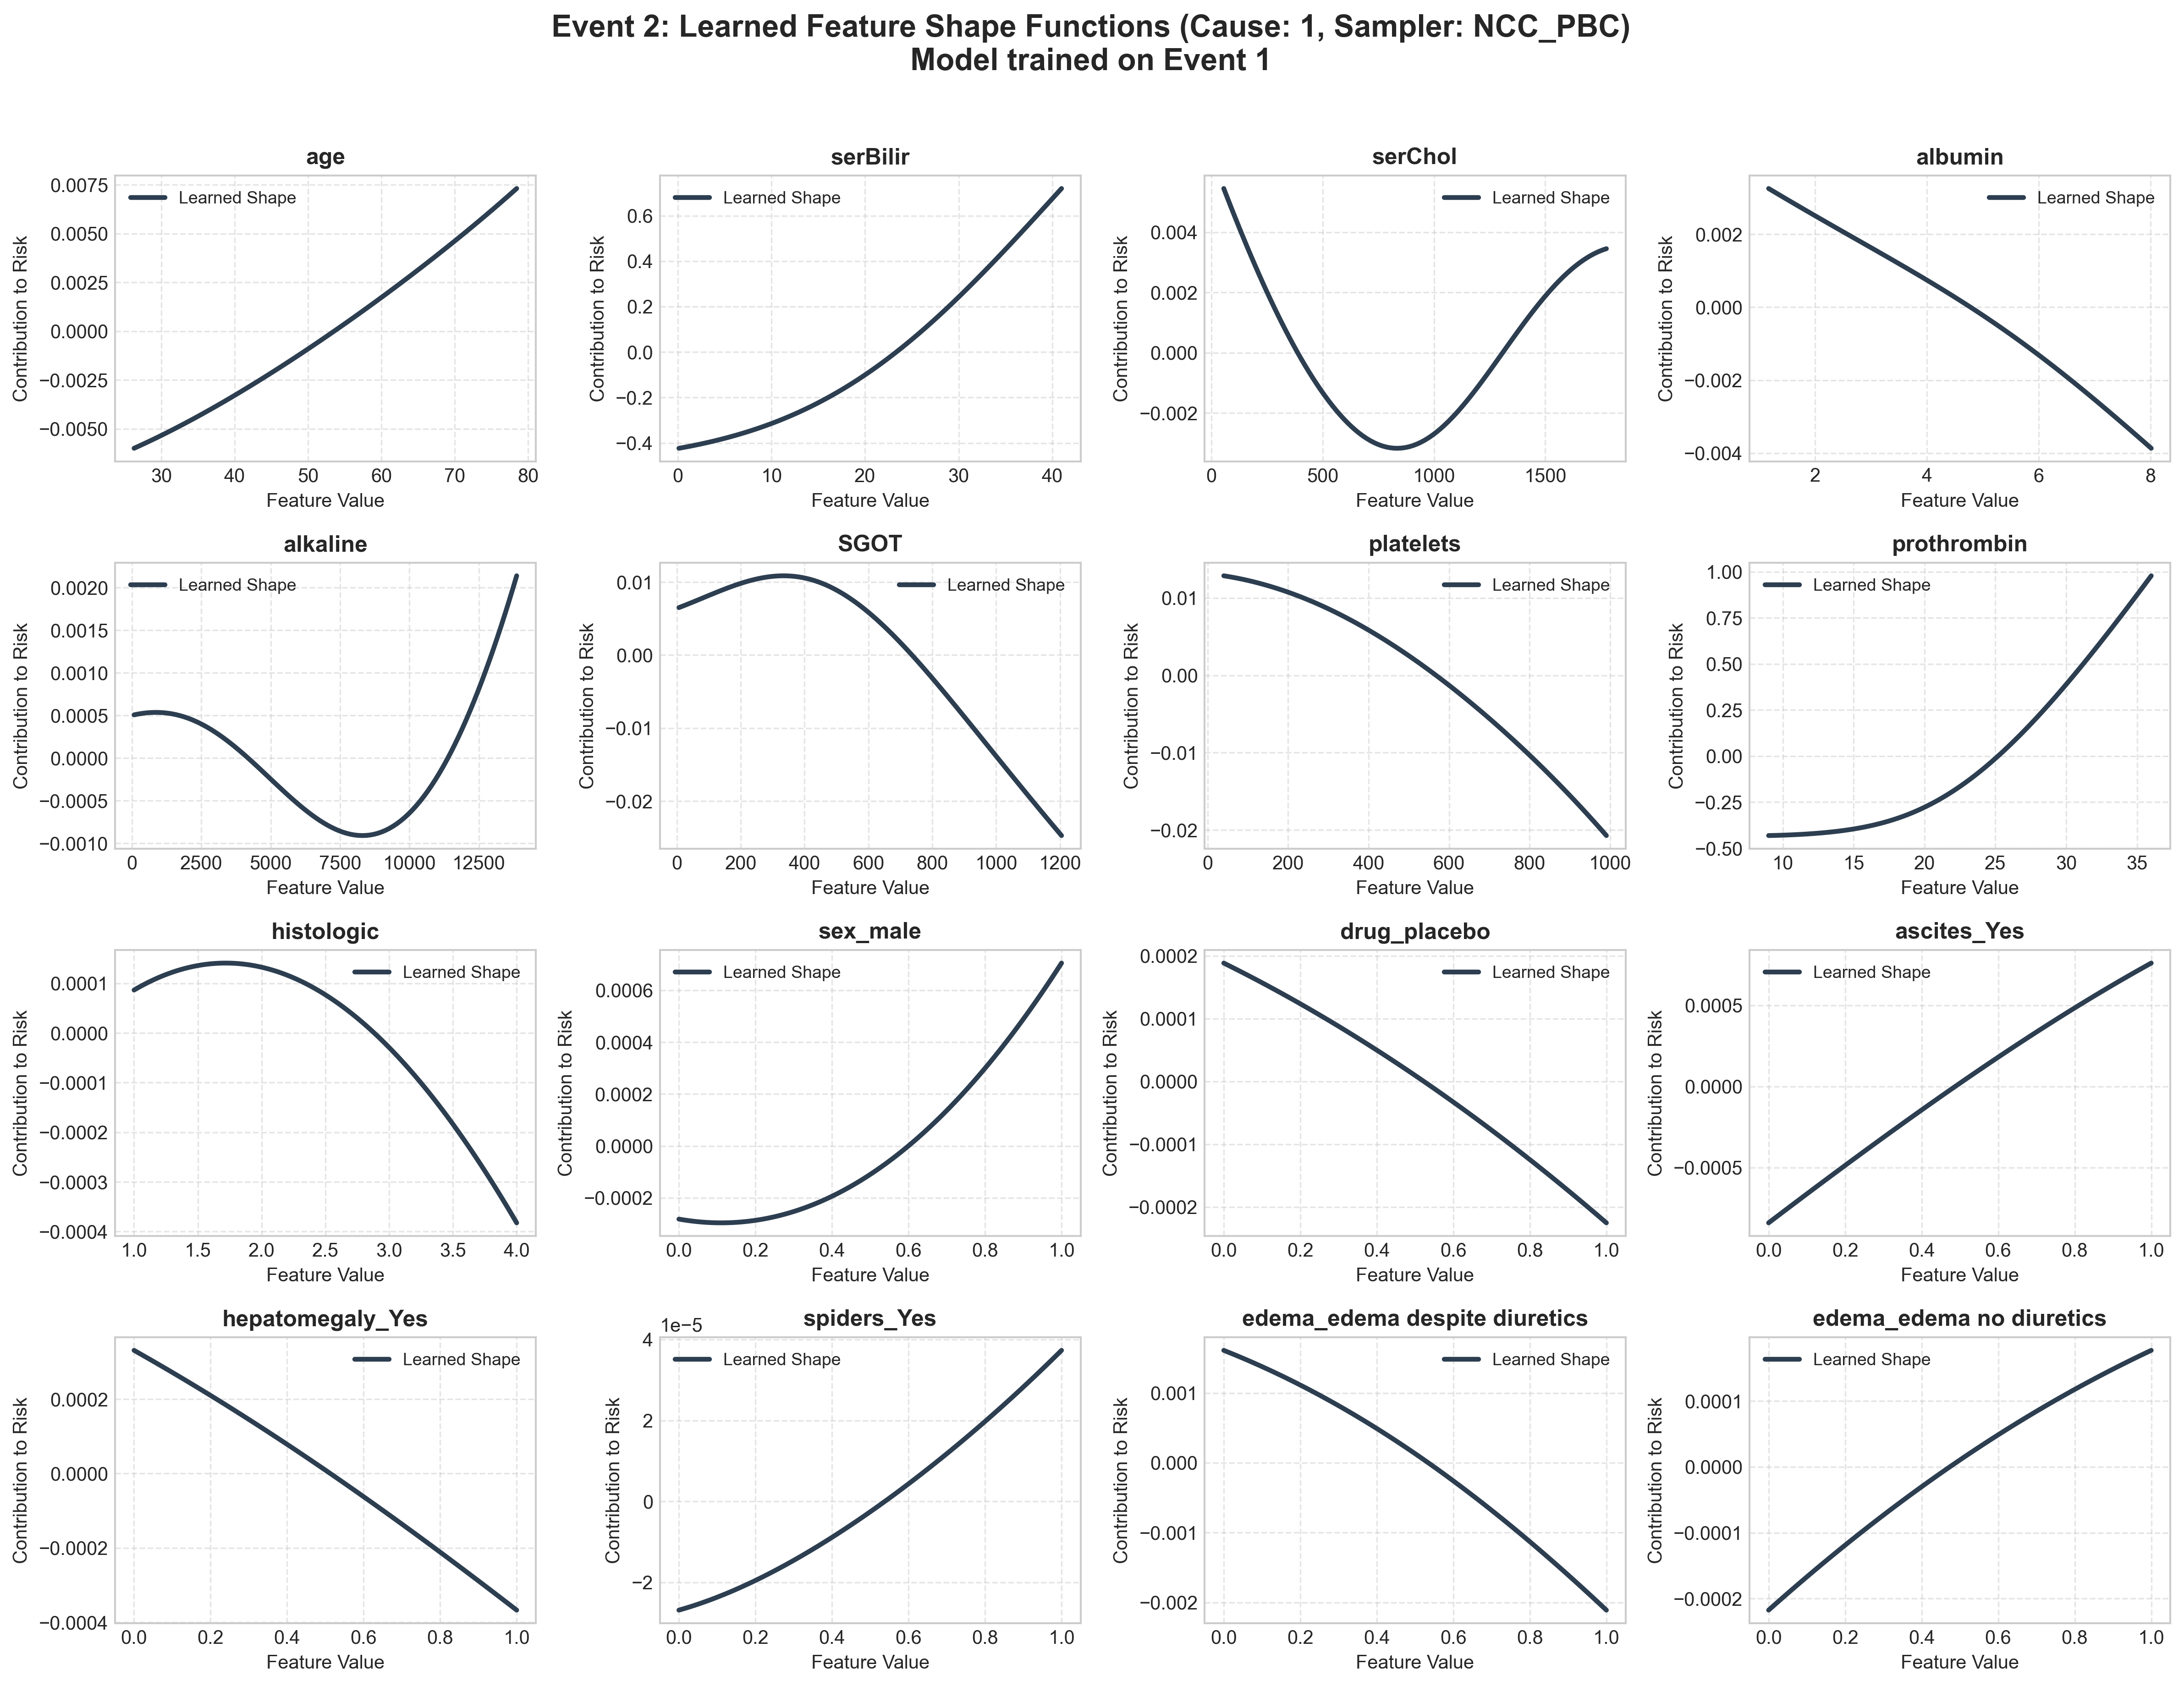 Event 2: Learned Feature Shape Functions (Cause: 1, Sampler: NCC_PBC)
Model trained on Event 1
age
Learned Shape
Contribution to Risk
0.0075
0.0050
0.0025
0.0000
−0.0025
−0.0050
30 40 50 60 70 80
Feature Value
serBilir
Learned Shape
Contribution to Risk
0.6
0.4
0.2
0.0
−0.2
−0.4
0 10 20 30 40
Feature Value
serChol
Learned Shape
Contribution to Risk
0.004
0.002
0.000
−0.002
0 500 1000 1500
Feature Value
albumin
Learned Shape
Contribution to Risk
0.002
0.000
−0.002
−0.004
2 4 6 8
Feature Value
alkaline
Learned Shape
Contribution to Risk
0.0020
0.0015
0.0010
0.0005
0.0000
−0.0005
−0.0010
0 2500 5000 7500 10000 12500
Feature Value
SGOT
Learned Shape
Contribution to Risk
0.01
0.00
−0.01
−0.02
0 200 400 600 800 1000 1200
Feature Value
platelets
Learned Shape
Contribution to Risk
0.01
0.00
−0.01
−0.02
0 200 400 600 800 1000
Feature Value
prothrombin
Learned Shape
Contribution to Risk
1.00
0.75
0.50
0.25
0.00
−0.25
−0.50
10 15 20 25 30 35
Feature Value
histologic
Learned Shape
Contribution to Risk
0.0001
0.0000
−0.0001
−0.0002
−0.0003
−0.0004
1.0 1.5 2.0 2.5 3.0 3.5 4.0
Feature Value
sex_male
Learned Shape
Contribution to Risk
0.0006
0.0004
0.0002
0.0000
−0.0002
0.0 0.2 0.4 0.6 0.8 1.0
Feature Value
drug_placebo
Learned Shape
Contribution to Risk
0.0002
0.0001
0.0000
−0.0001
−0.0002
0.0 0.2 0.4 0.6 0.8 1.0
Feature Value
ascites_Yes
Learned Shape
Contribution to Risk
0.0005
0.0000
−0.0005
0.0 0.2 0.4 0.6 0.8 1.0
Feature Value
hepatomegaly_Yes
Learned Shape
Contribution to Risk
0.0002
0.0000
−0.0002
−0.0004
0.0 0.2 0.4 0.6 0.8 1.0
Feature Value
spiders_Yes
1e−5
Learned Shape
Contribution to Risk
4
2
0
−2
0.0 0.2 0.4 0.6 0.8 1.0
Feature Value
edema_edema despite diuretics
Learned Shape
Contribution to Risk
0.001
0.000
−0.001
−0.002
0.0 0.2 0.4 0.6 0.8 1.0
Feature Value
edema_edema no diuretics
Learned Shape
Contribution to Risk
0.0001
0.0000
−0.0001
−0.0002
0.0 0.2 0.4 0.6 0.8 1.0
Feature Value